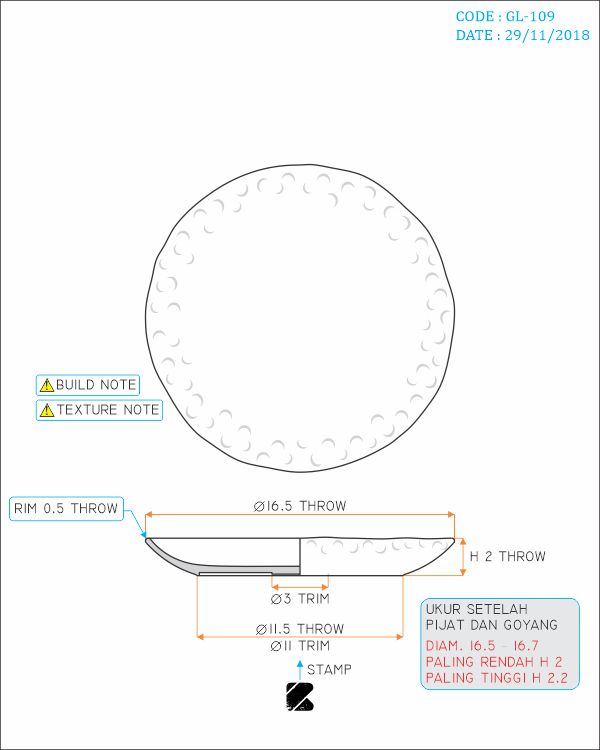 CODE : GL-109
DATE : 29/11/2018
BUILD NOTE
TEXTURE NOTE
RIM 0.5 THROW
Ø16.5 THROW
H 2 THROW
Ø3 TRIM
Ø11.5 THROW
Ø11 TRIM
STAMP
UKUR SETELAH
PIJAT DAN GOYANG
DIAM. 16.5 - 16.7
PALING RENDAH H 2
PALING TINGGI H 2.2